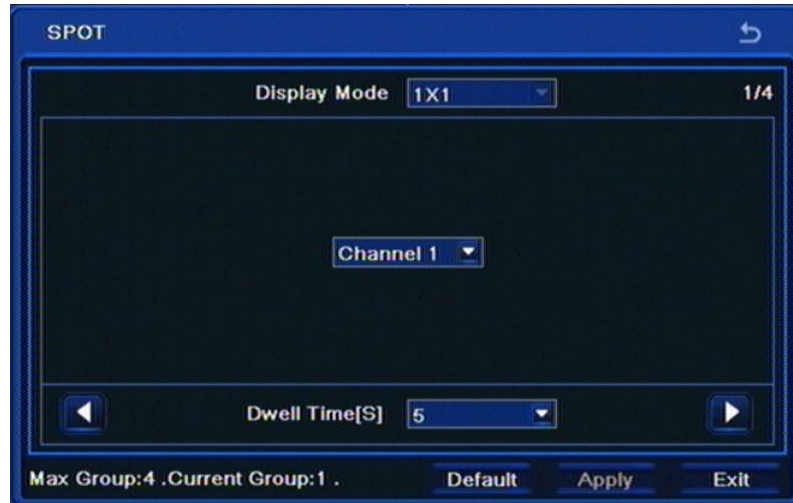 SPOT
Display Mode 1X1 1/4
Channel 1
Dwell Time[S] 5
Max Group:4 .Current Group:1 . Default Apply Exit